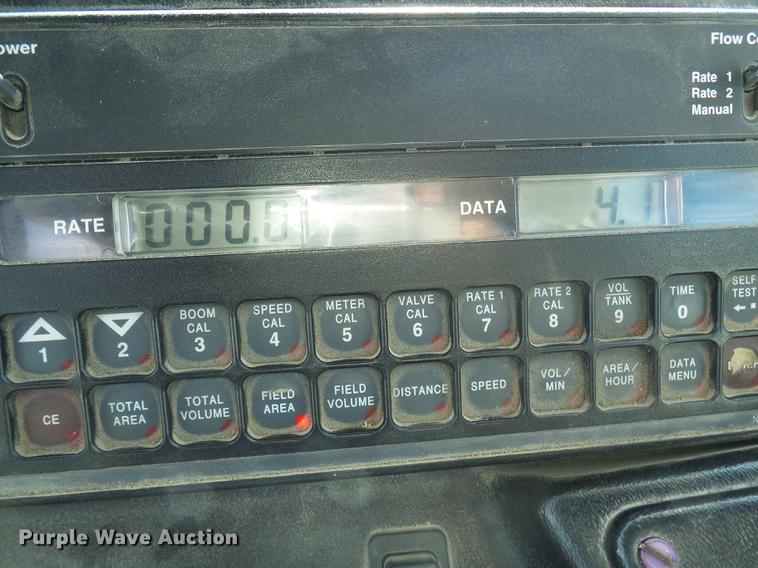 Flow
Rate 1
Rate 2
Manual
RATE 000.0 DATA 4.1
1 2 BOOM CAL 3 SPEED CAL 4 METER CAL 5 VALVE CAL 6 RATE 1 CAL 7 RATE 2 CAL 8 VOL TANK 9 TIME 0 SELF TEST
CE TOTAL AREA TOTAL VOLUME FIELD AREA FIELD VOLUME DISTANCE SPEED VOL/ MIN AREA/ HOUR DATA MENU
Purple Wave Auction